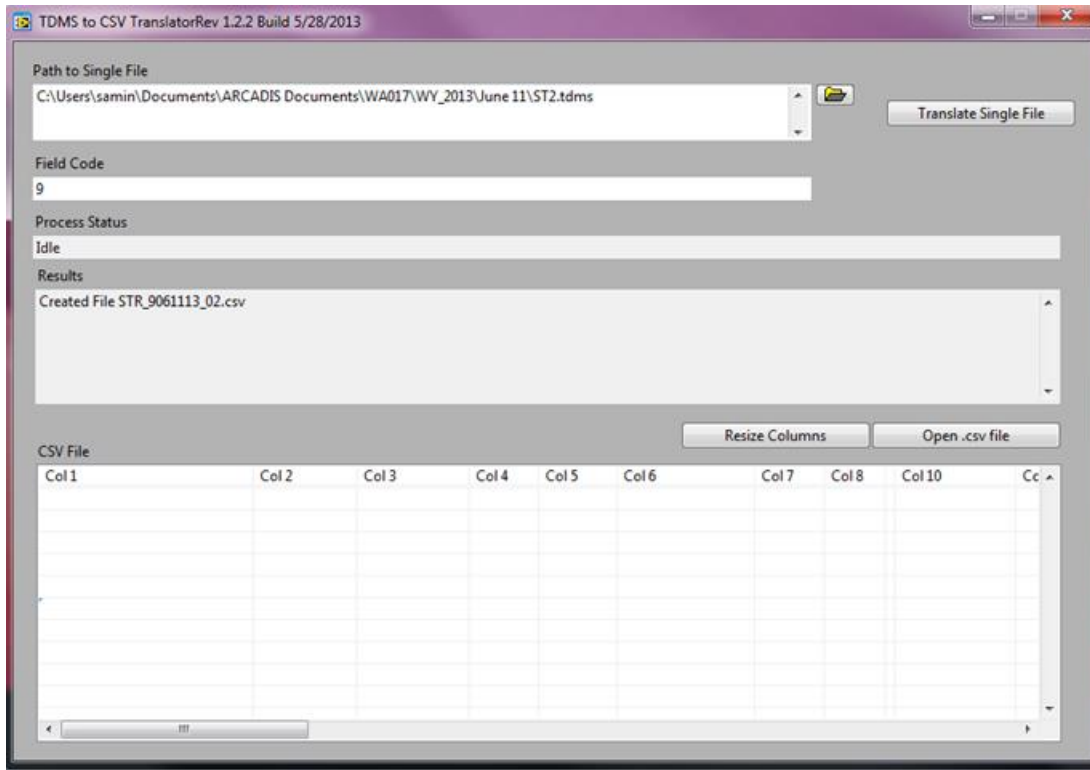 TDMS to CSV TranslatorRev 1.2.2 Build 5/28/2013
Path to Single File
C:\Users\samin\Documents\ARCADIS Documents\WA017\WY_2013\June 11\ST2.tdms
Translate Single File
Field Code
9
Process Status
Idle
Results
Created File STR_9061113_02.csv
Resize Columns Open .csv file
CSV File
Col 1 Col 2 Col 3 Col 4 Col 5 Col 6 Col 7 Col 8 Col 10 Cc